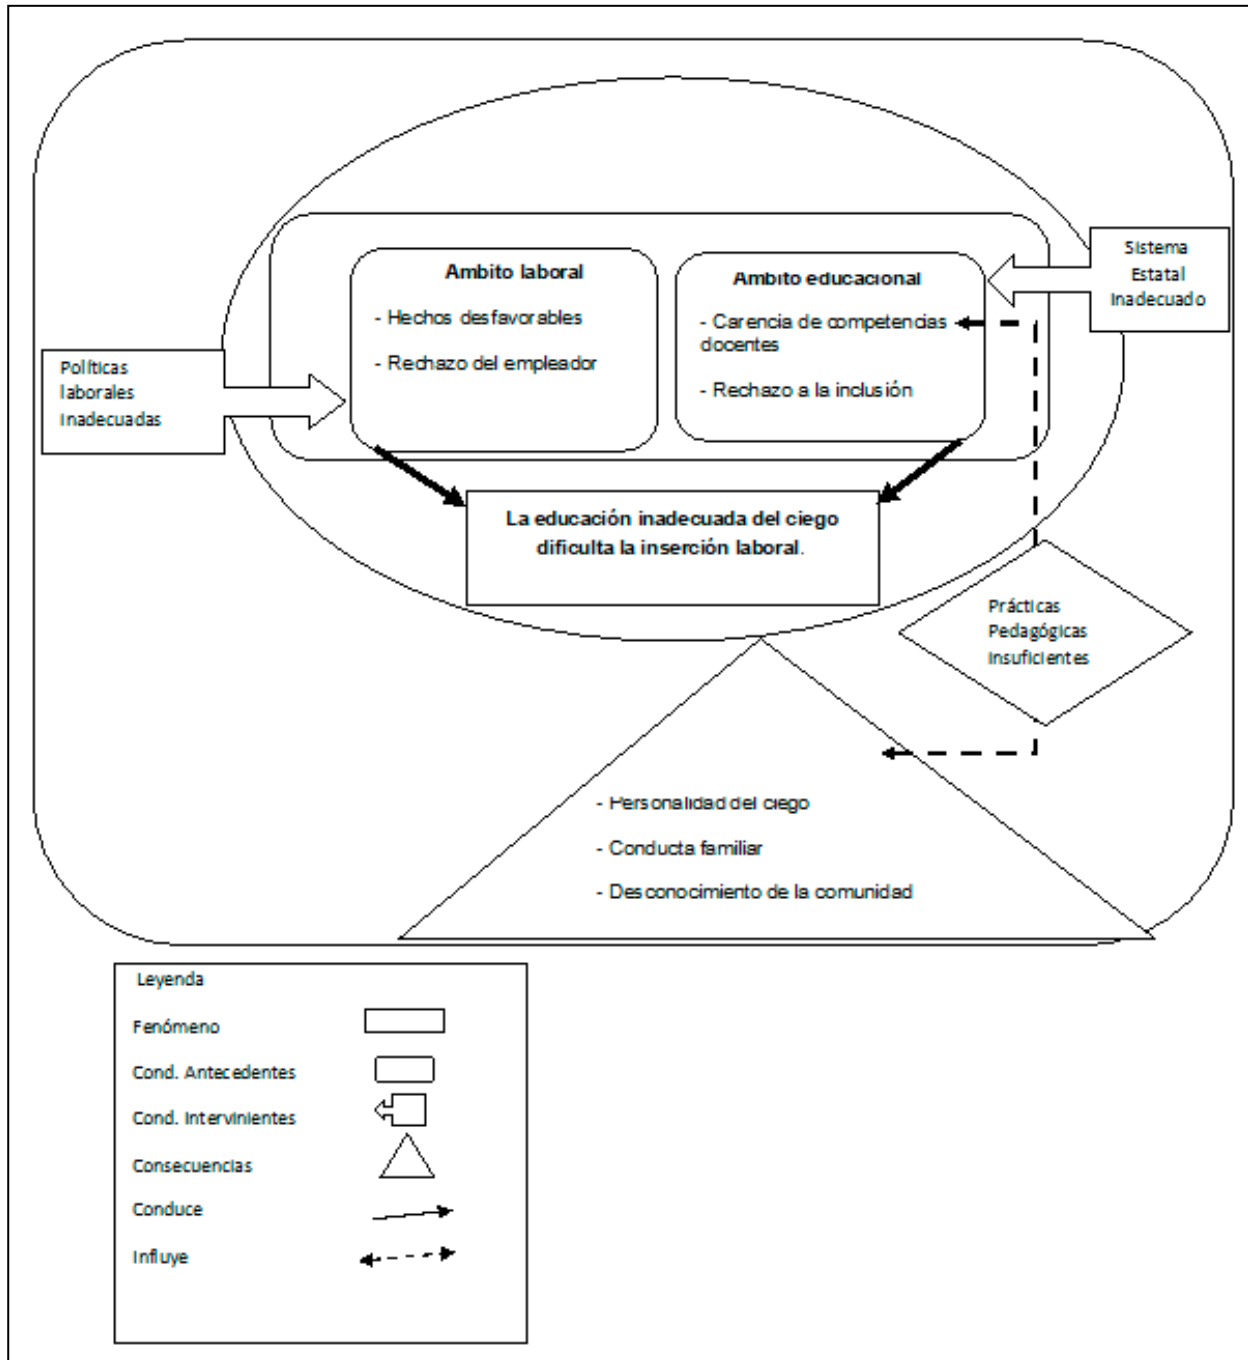 Ambito laboral
- Hechos desfavorables
- Rechazo del empleador
Ambito educacional
- Carencia de competencias
docentes
- Rechazo a la inclusión
Sistema
Estatal
Inadecuado
Políticas
laborales
Inadecuadas
La educación inadecuada del ciego
dificulta la inserción laboral.
Prácticas
Pedagógicas
Insuficientes
- Personalidad del ciego
- Conducta familiar
- Desconocimiento de la comunidad
Leyenda
Fenómeno
Cond. Antecedentes
Cond. Intervinientes
Consecuencias
Conduce
Influye